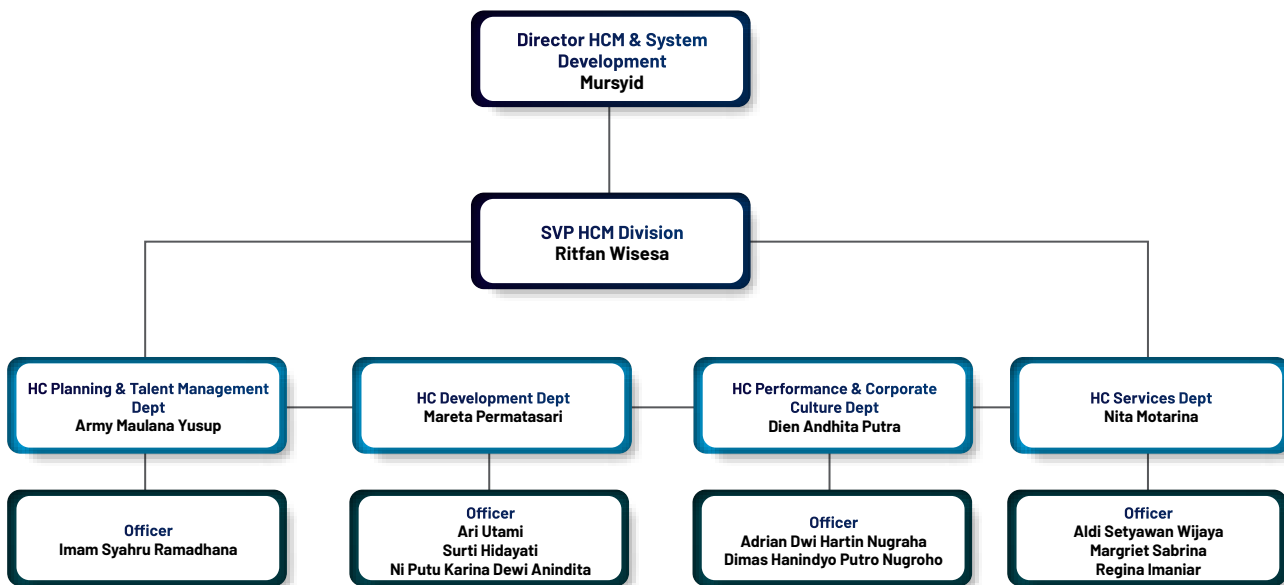 Director HCM & System
Development
Mursyid
SVP HCM Division
Ritfan Wisesa
HC Planning & Talent Management
Dept
Army Maulana Yusup
HC Development Dept
Mareta Permatasari
HC Performance & Corporate
Culture Dept
Dien Andhita Putra
HC Services Dept
Nita Motarina
Officer
Imam Syahru Ramadhana
Officer
Ari Utami
Surti Hidayati
Ni Putu Karina Dewi Anindita
Officer
Adrian Dwi Hartin Nugraha
Dimas Hanindyo Putro Nugroho
Officer
Aldi Setyawan Wijaya
Margriet Sabrina
Regina Imaniar